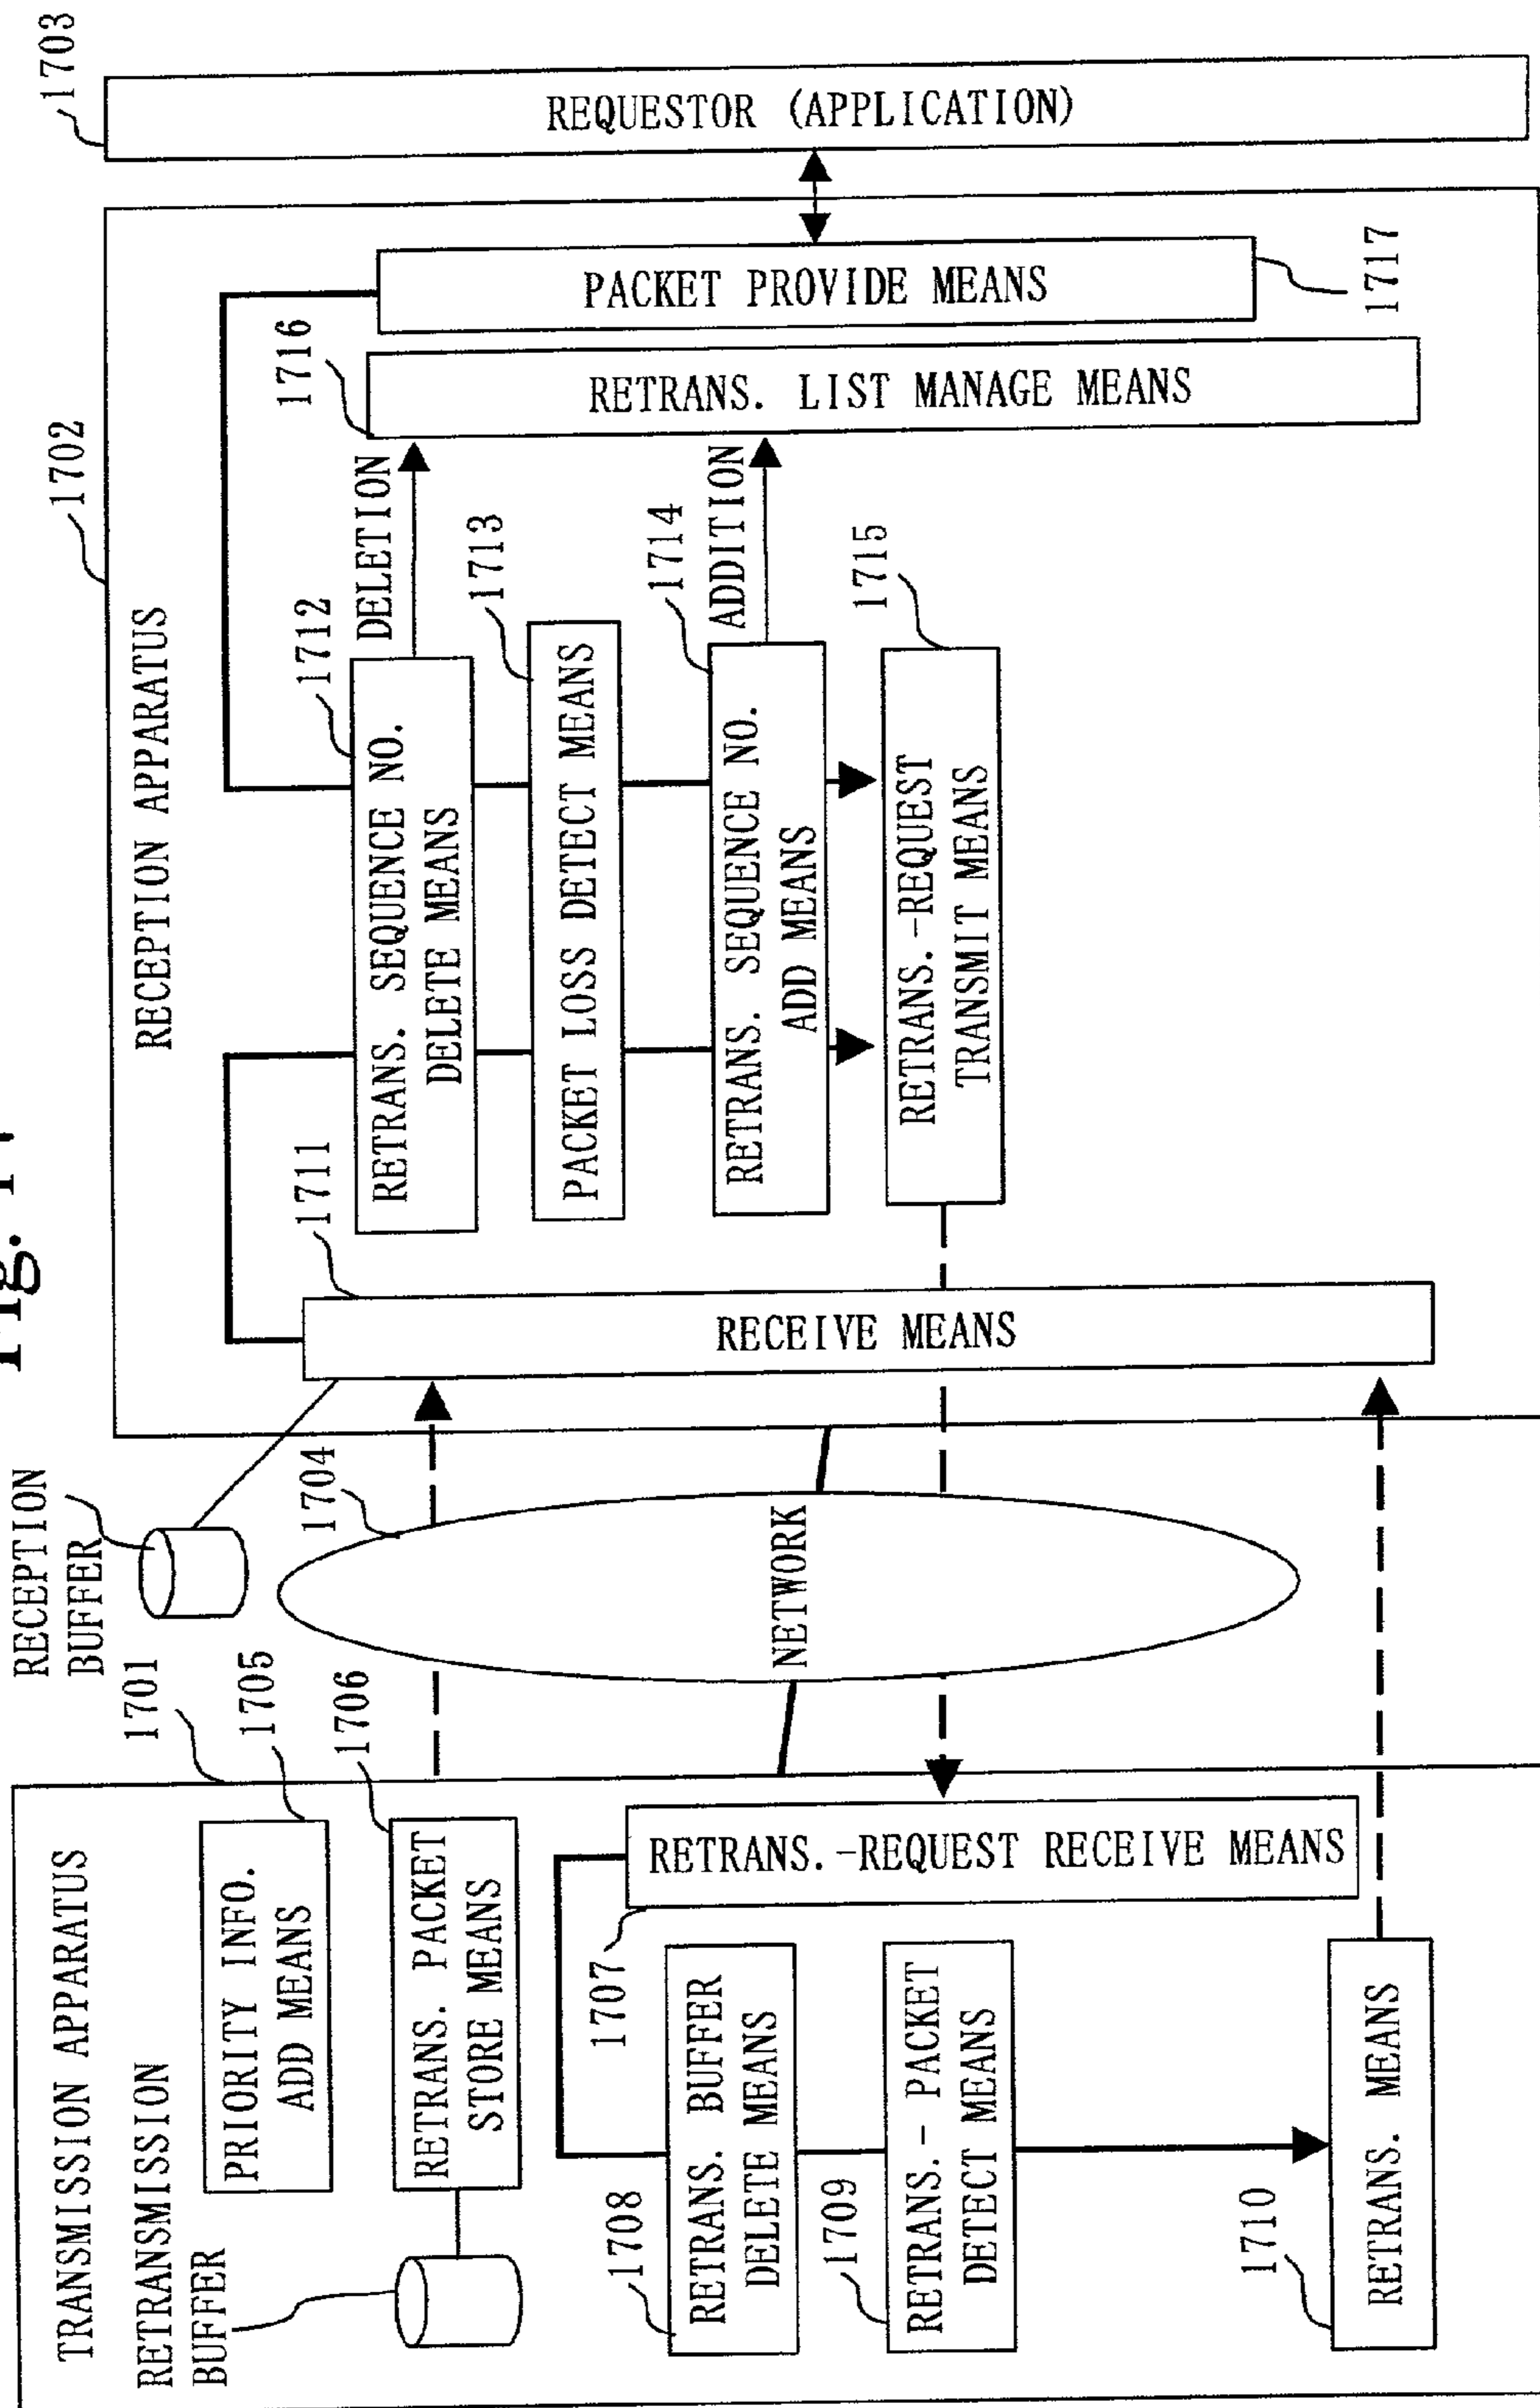 TRANSMISSION APPARATUS
1701
RETRANSMISSION
BUFFER
PRIORITY INFO.
ADD MEANS
1705
RETRANS. PACKET
STORE MEANS
1706
RETRANS.-REQUEST RECEIVE MEANS
1707
RETRANS. BUFFER
DELETE MEANS
1708
RETRANS.- PACKET
DETECT MEANS
1709
RETRANS. MEANS
1710
RECEPTION
BUFFER
1704
NETWORK
RECEPTION APPARATUS
1702
1711
RECEIVE MEANS
RETRANS. SEQUENCE NO.
DELETE MEANS
1712
DELETION
PACKET LOSS DETECT MEANS
1713
RETRANS. SEQUENCE NO.
ADD MEANS
1714
ADDITION
RETRANS.-REQUEST
TRANSMIT MEANS
1715
1716
RETRANS. LIST MANAGE MEANS
PACKET PROVIDE MEANS
1717
1703
REQUESTOR (APPLICATION)